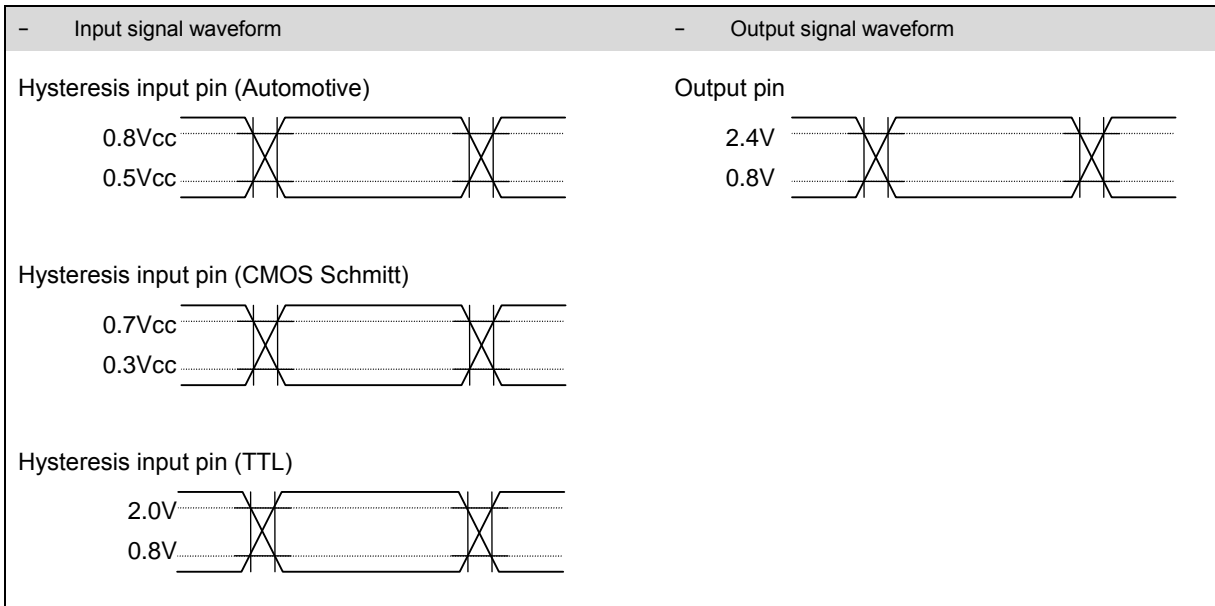 − Input signal waveform
− Output signal waveform
Hysteresis input pin (Automotive)
0.8Vcc
0.5Vcc
Output pin
2.4V
0.8V
Hysteresis input pin (CMOS Schmitt)
0.7Vcc
0.3Vcc
Hysteresis input pin (TTL)
2.0V
0.8V